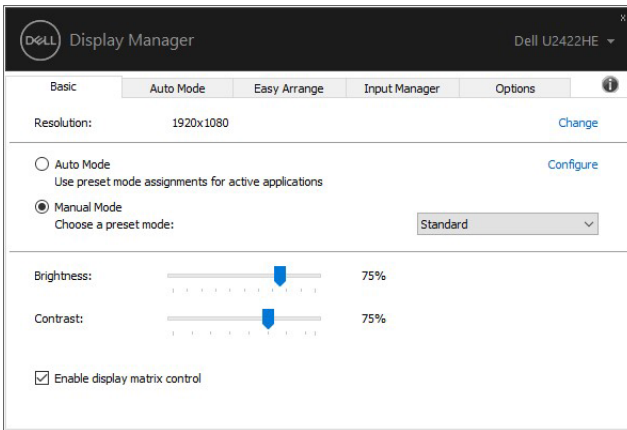 x
DELL Display Manager Dell U2422HE
Basic Auto Mode Easy Arrange Input Manager Options i
Resolution: 1920x1080 Change
Auto Mode Configure
Use preset mode assignments for active applications
Manual Mode
Choose a preset mode: Standard
Brightness: 75%
Contrast: 75%
Enable display matrix control